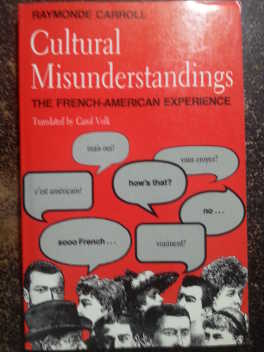 RAYMONDE CARROLL
Cultural
Misunderstandings
THE FRENCH-AMERICAN EXPERIENCE
Translated by Carol Volk
mais oui!
vous croyez?
c'est américain!
how's that?
no...
sooo French...
vraiment?